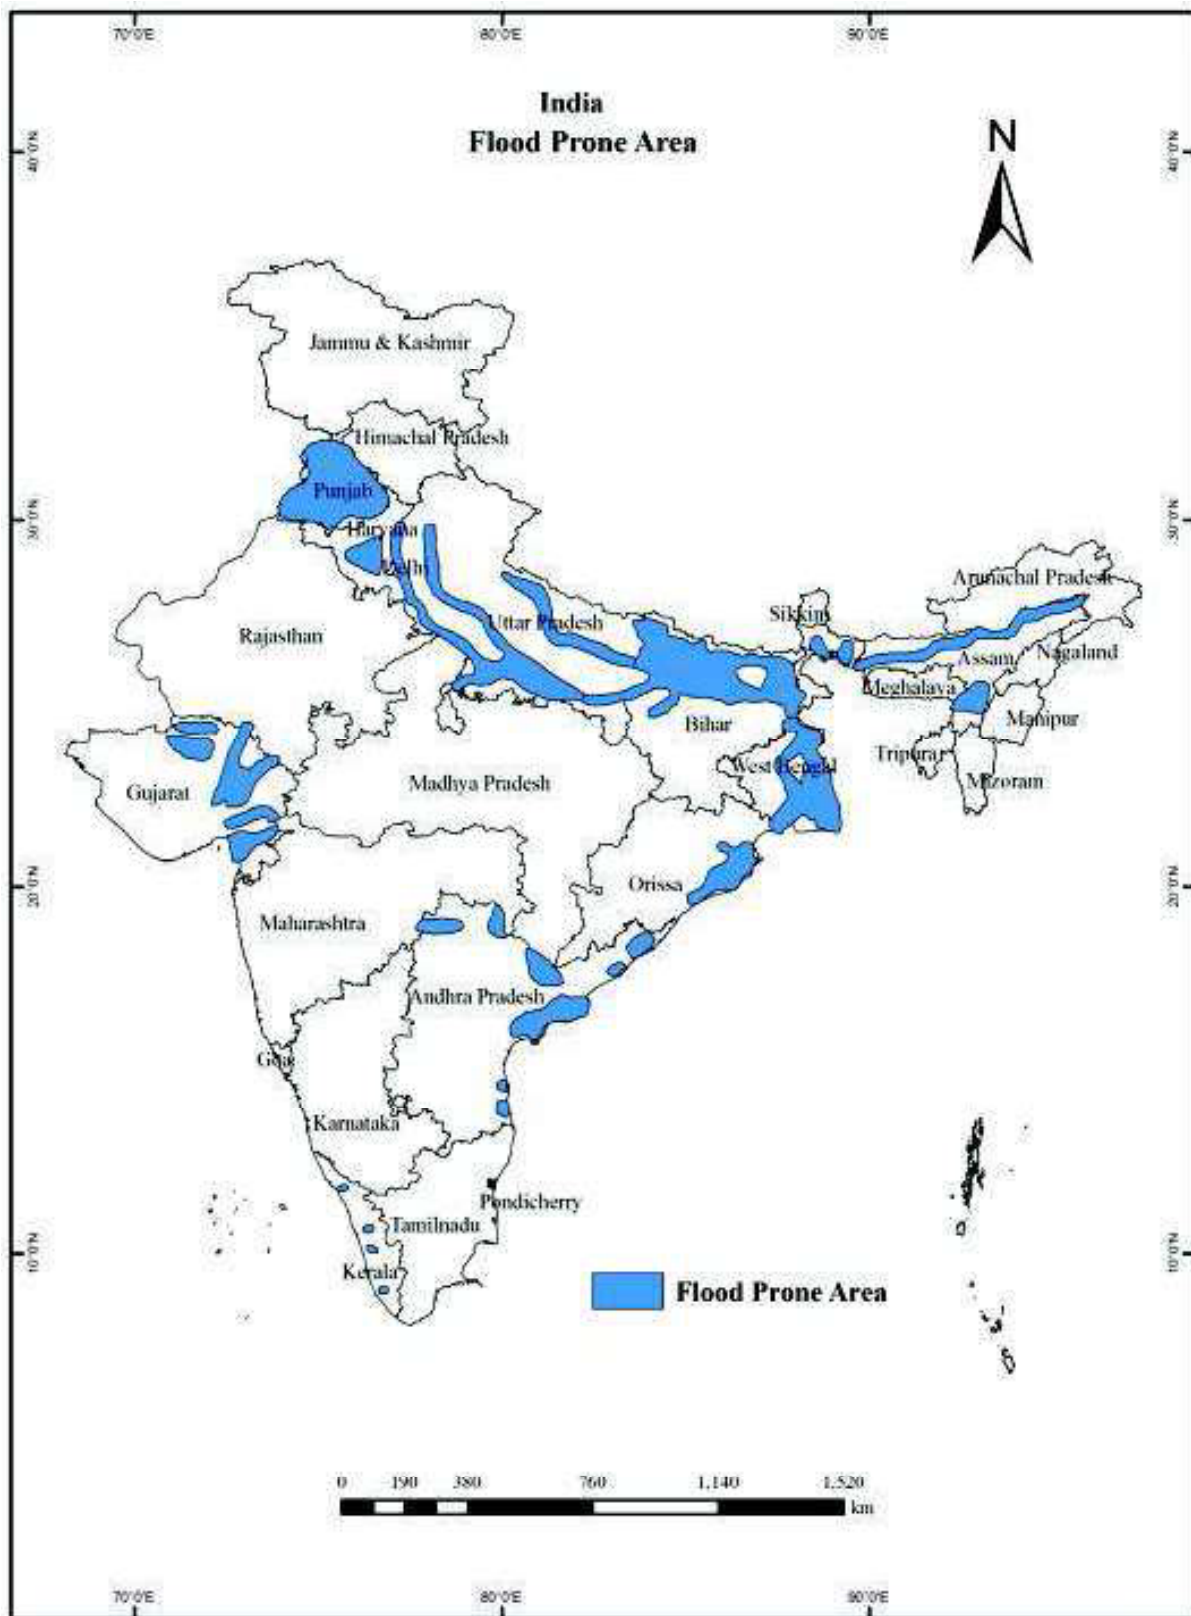 70°0'E 80°0'E 90°0'E
India
Flood Prone Area
N
40°0'N 40°0'N
Jammu & Kashmir
Himachal Pradesh
Punjab
30°0'N 30°0'N
Haryana
Delhi
Arunachal Pradesh
Sikkim
Uttar Pradesh
Rajasthan
Assam
Nagaland
Meghalaya
Bihar
Manipur
Tripura
West Bengal
Mizoram
Madhya Pradesh
Gujarat
20°0'N 20°0'N
Orissa
Maharashtra
Andhra Pradesh
Goa
Karnataka
Pondicherry
Tamilnadu
10°0'N 10°0'N
Kerala
Flood Prone Area
0 190 380 760 1,140 1,520
km
70°0'E 80°0'E 90°0'E